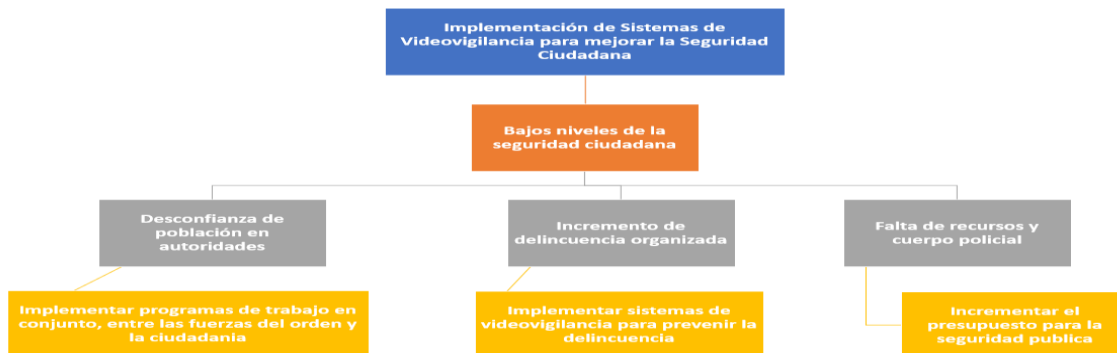 Implementación de Sistemas de
Videovigilancia para mejorar la Seguridad
Ciudadana
Bajos niveles de la
seguridad ciudadana
Desconfianza de
población en
autoridades
Incremento de
delincuencia organizada
Falta de recursos y
cuerpo policial
Implementar programas de trabajo en
conjunto, entre las fuerzas del orden y
la ciudadanía
Implementar sistemas de
videovigilancia para prevenir la
delincuencia
Incrementar el
presupuesto para la
seguridad publica